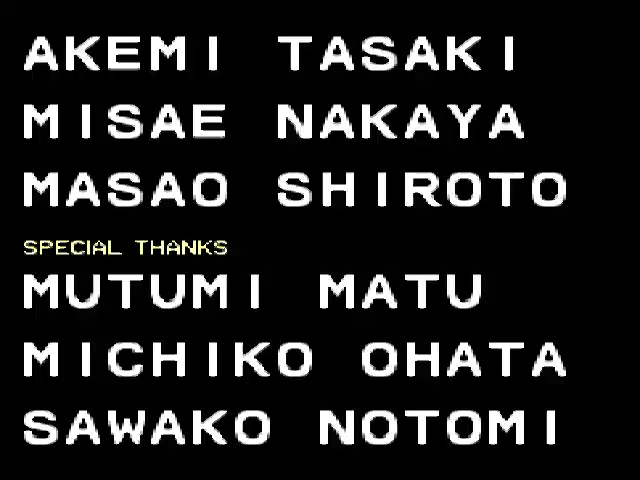 AKEMI TASAKI
MISAE NAKAYA
MASAO SHIROTO
SPECIAL THANKS
MUTUMI MATU
MICHIKO OHATA
SAWAKO NOTOMI